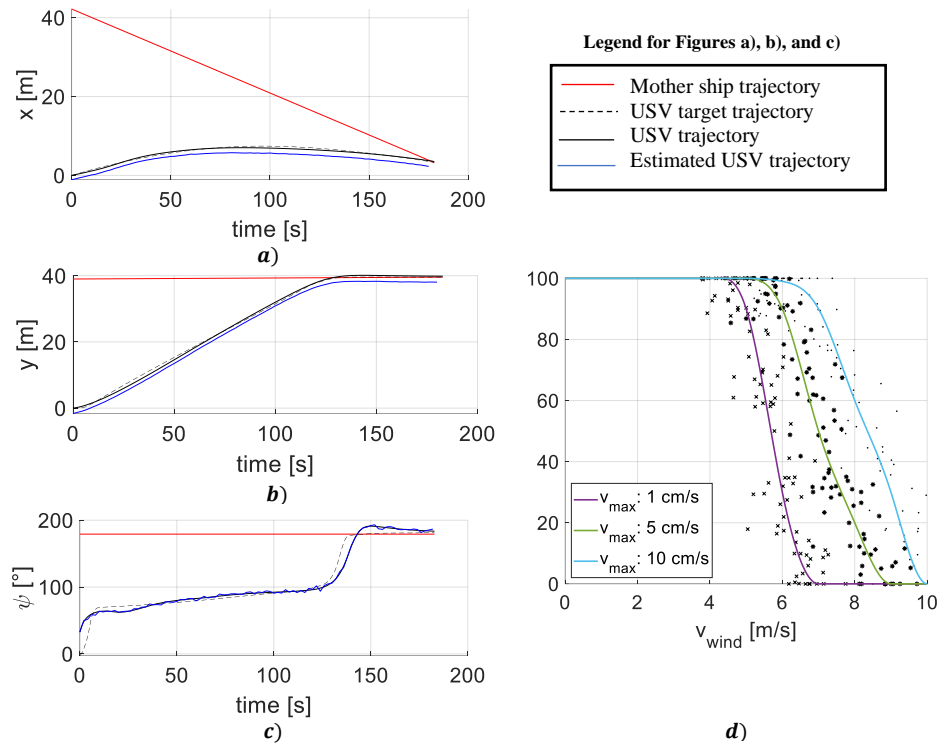 40
20
0
x [m]
0
50
100
150
200
time [s]
a)
Legend for Figures a), b), and c)
Mother ship trajectory
USV target trajectory
USV trajectory
Estimated USV trajectory
40
20
0
y [m]
0
50
100
150
200
time [s]
b)
200
100
0
ψ [°]
0
50
100
150
200
time [s]
c)
100
80
60
40
20
0
v_max: 1 cm/s
v_max: 5 cm/s
v_max: 10 cm/s
0
2
4
6
8
10
v_wind [m/s]
d)